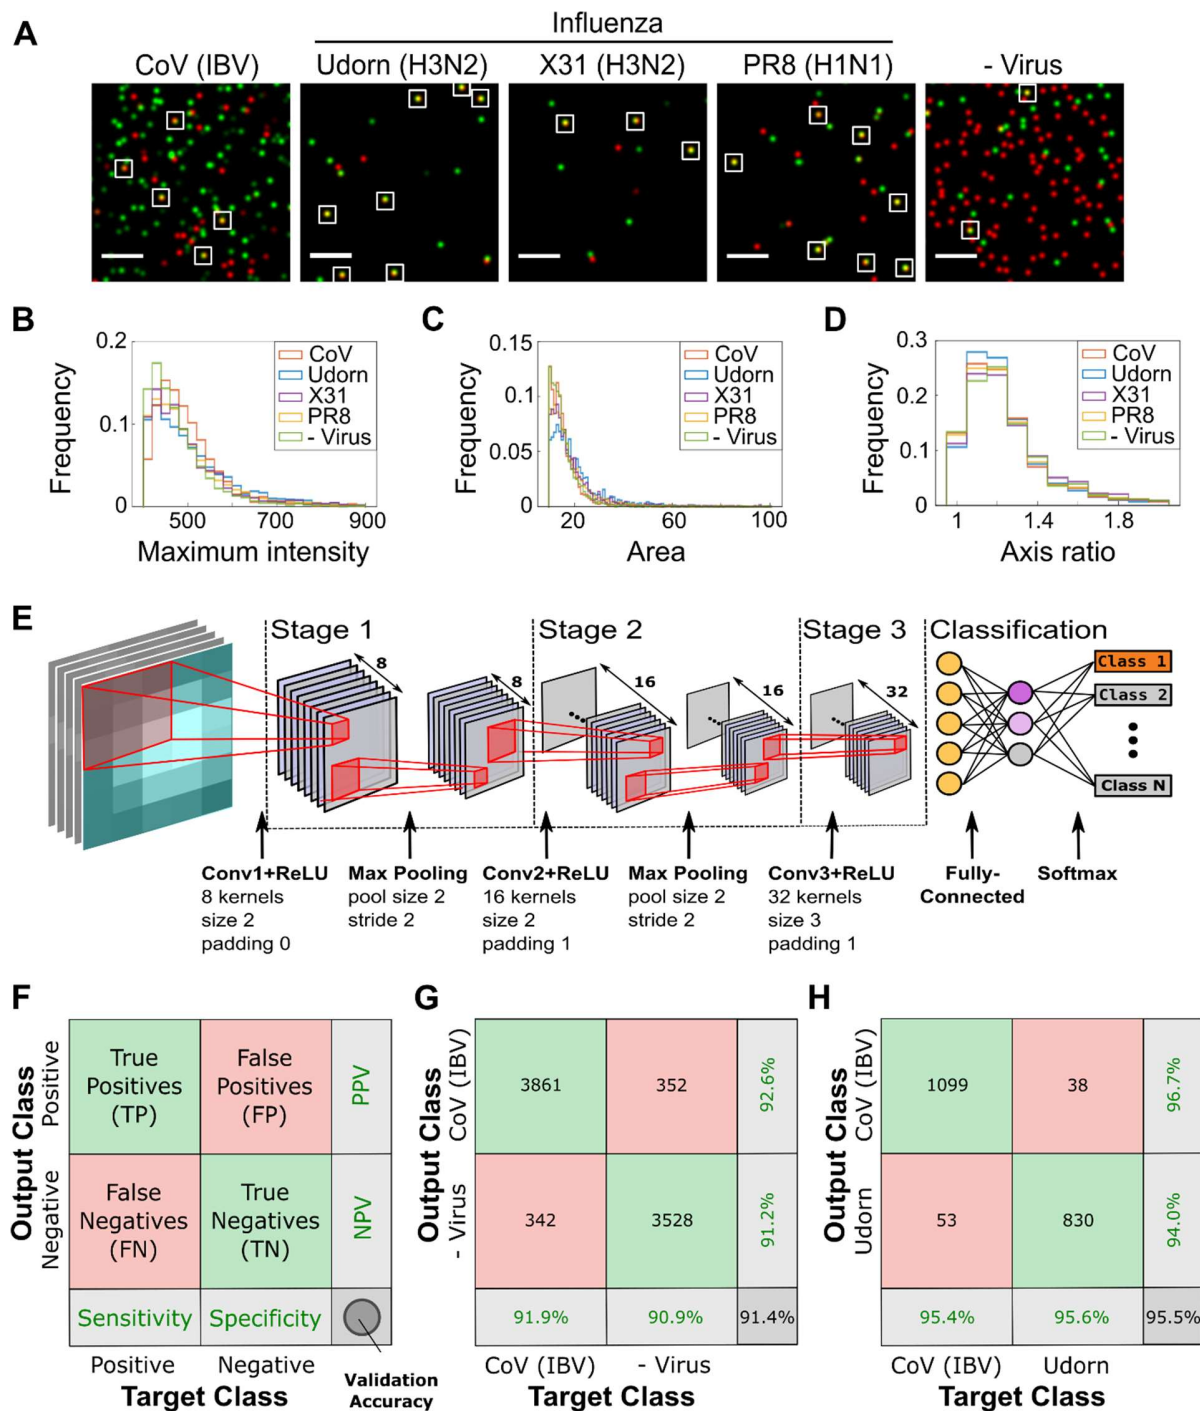 A
Influenza
CoV (IBV)
Udorn (H3N2)
X31 (H3N2)
PR8 (H1N1)
- Virus
B
Frequency
0.2
0.1
0
500
700
900
Maximum intensity
CoV
Udorn
X31
PR8
- Virus
C
Frequency
0.15
0.1
0.05
0
20
60
100
Area
CoV
Udorn
X31
PR8
- Virus
D
Frequency
0.3
0.2
0.1
0
1
1.4
1.8
Axis ratio
CoV
Udorn
X31
PR8
- Virus
E
Stage 1
Stage 2
Stage 3
Classification
8
8
16
16
32
Class 1
Class 2
Class N
Conv1+ReLU
8 kernels
size 2
padding 0
Max Pooling
pool size 2
stride 2
Conv2+ReLU
16 kernels
size 2
padding 1
Max Pooling
pool size 2
stride 2
Conv3+ReLU
32 kernels
size 3
padding 1
Fully-
Connected
Softmax
F
Output Class
Positive
Negative
True
Positives
(TP)
False
Positives
(FP)
PPV
False
Negatives
(FN)
True
Negatives
(TN)
NPV
Sensitivity
Specificity
Positive
Negative
Target Class
Validation
Accuracy
G
Output Class
CoV (IBV)
- Virus
3861
352
92.6%
342
3528
91.2%
91.9%
90.9%
91.4%
CoV (IBV)
- Virus
Target Class
H
Output Class
CoV (IBV)
Udorn
1099
38
96.7%
53
830
94.0%
95.4%
95.6%
95.5%
CoV (IBV)
Udorn
Target Class